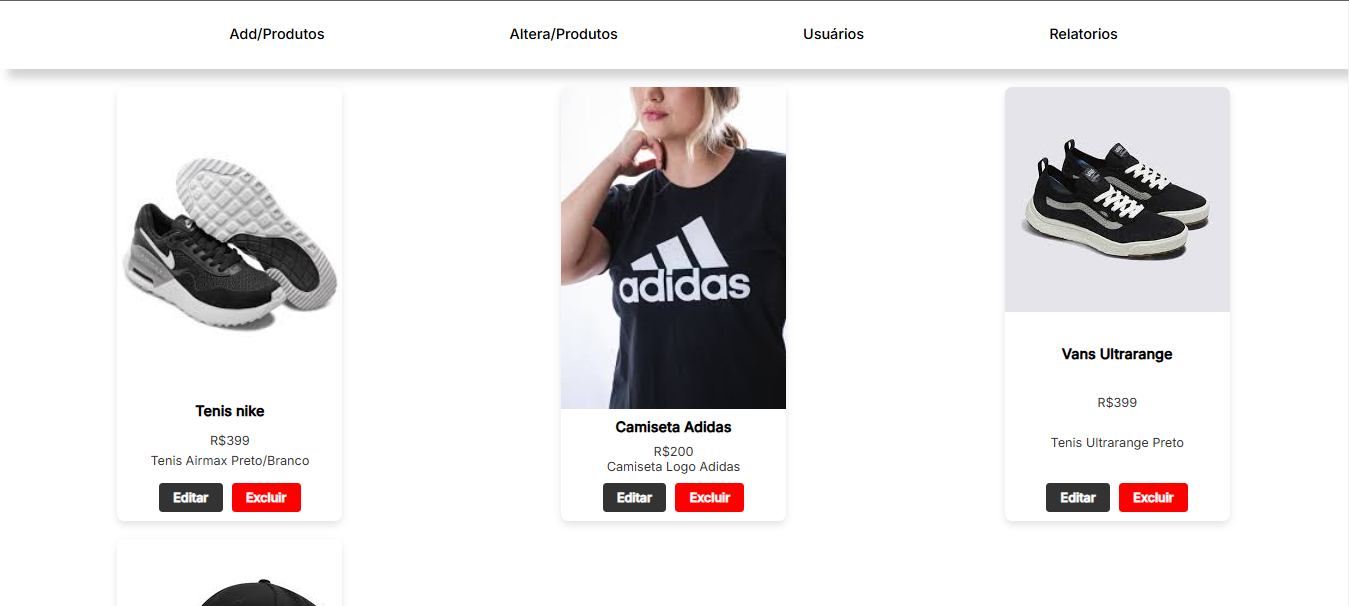 Add/Produtos
Altera/Produtos
Usuários
Relatorios
adidas
Tenis nike
R$399
Tenis Airmax Preto/Branco
Editar
Excluir
Camiseta Adidas
R$200
Camiseta Logo Adidas
Editar
Excluir
Vans Ultrarange
R$399
Tenis Ultrarange Preto
Editar
Excluir